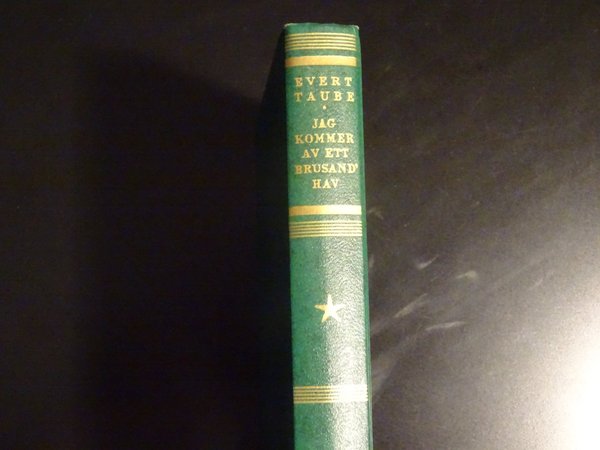 EVERT
TAUBE
JAG
KOMMER
AV ETT
BRUSAND'
HAV